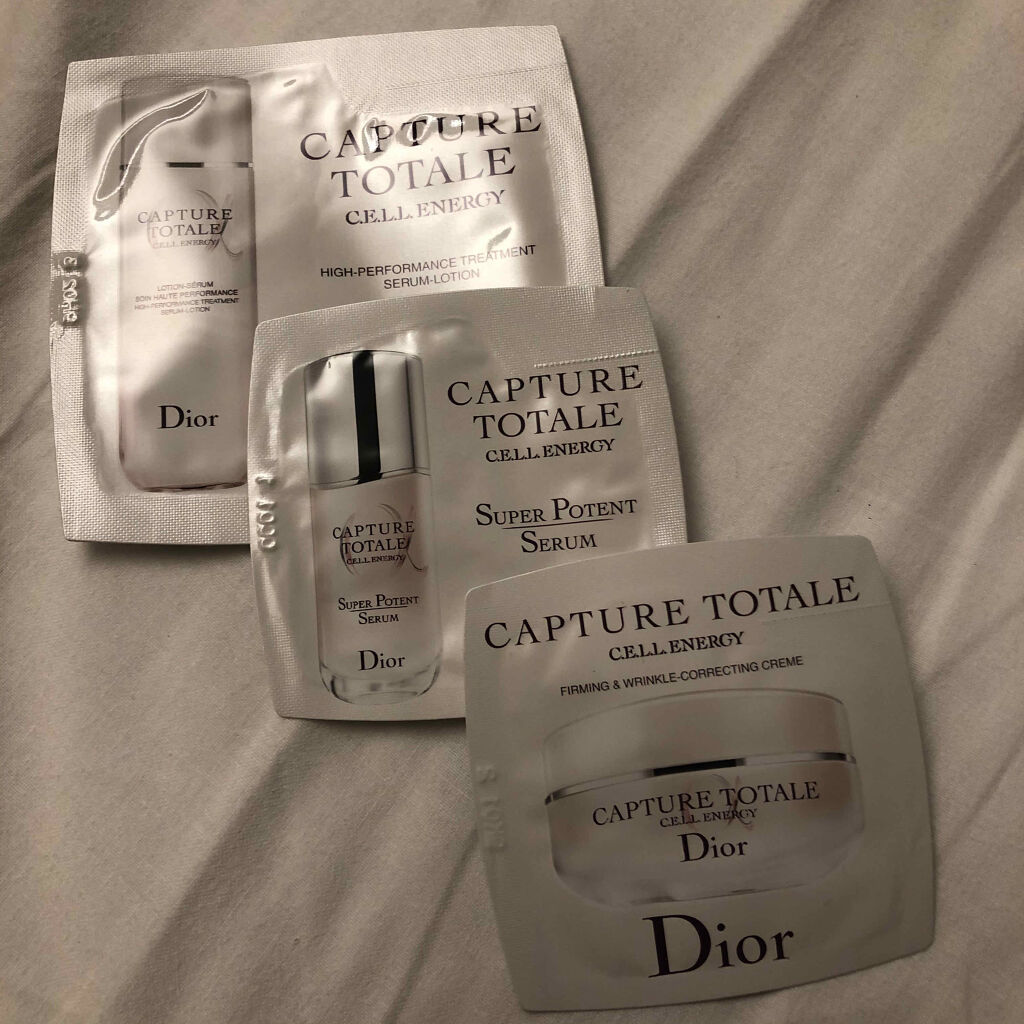 CAPTURE
TOTALE
C.E.L.L. ENERGY
HIGH-PERFORMANCE TREATMENT
SERUM-LOTION
CAPTURE
TOTALE
C.E.L.L. ENERGY
LOTION-SÉRUM
SOIN HAUTE PERFORMANCE
HIGH-PERFORMANCE TREATMENT
SERUM-LOTION
Dior
CAPTURE
TOTALE
C.E.L.L. ENERGY
SUPER POTENT
SERUM
CAPTURE
TOTALE
C.E.L.L. ENERGY
SUPER POTENT
SERUM
Dior
CAPTURE TOTALE
C.E.L.L. ENERGY
FIRMING & WRINKLE-CORRECTING CREME
CAPTURE TOTALE
C.E.L.L. ENERGY
Dior
Dior